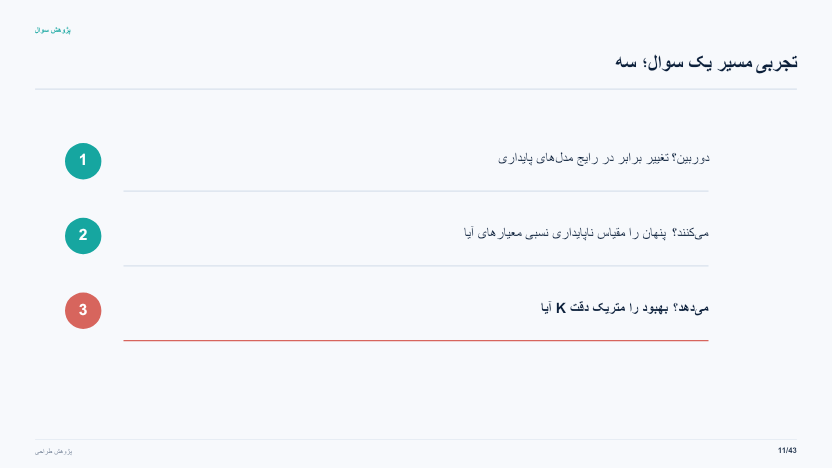 پژوهش سوال
تجربی مسیر یک سوال؛ سه
1
دوربین؟ تغییر برابر در رایج مدل‌های پایداری
2
می‌کنند؟ پنهان را مقیاس ناپایداری نسبی معیارهای آیا
3
می‌دهد؟ بهبود را متریک دقت K آیا
پژوهش طراحی
11/43